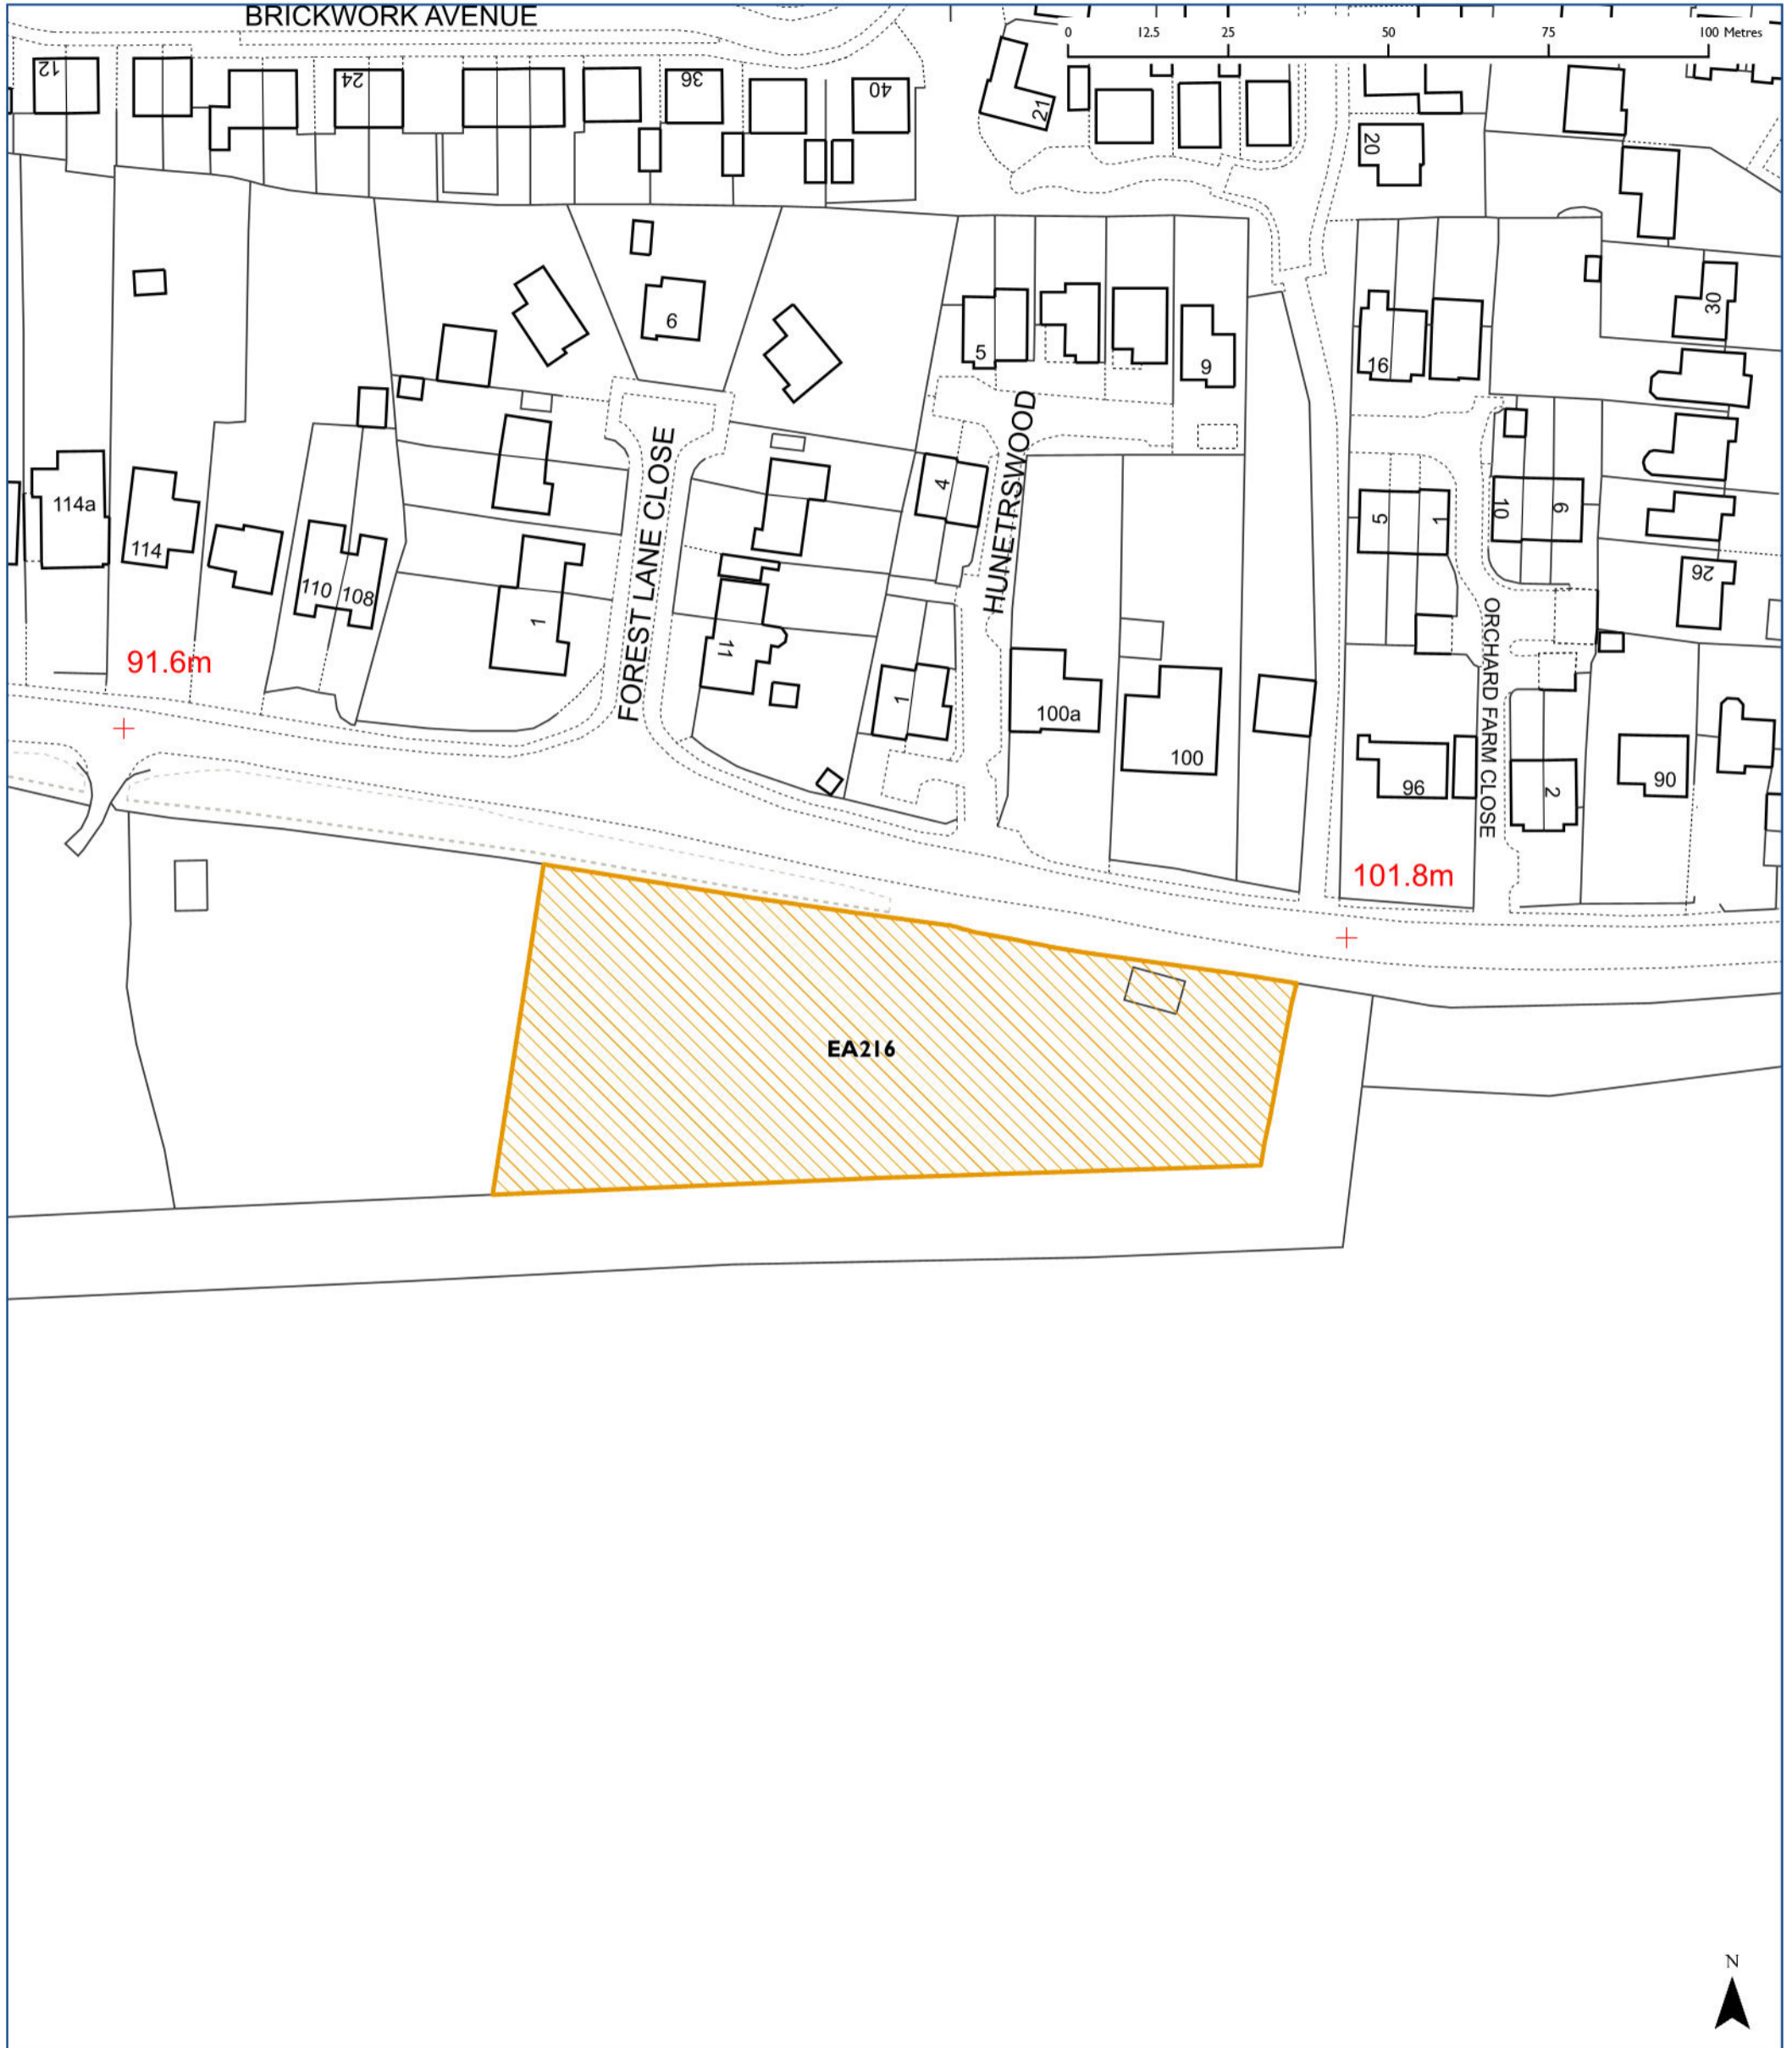 BRICKWORK AVENUE
0 12.5 25 50 75 100 Metres
12
24
36
40
21
20
6
5
9
16
30
114a
114
110 108
1
FOREST LANE CLOSE
11
4
HUNETRSWOOD
1
100a
100
5
1
10
6
26
ORCHARD FARM CLOSE
96
2
90
91.6m
101.8m
EA216
N